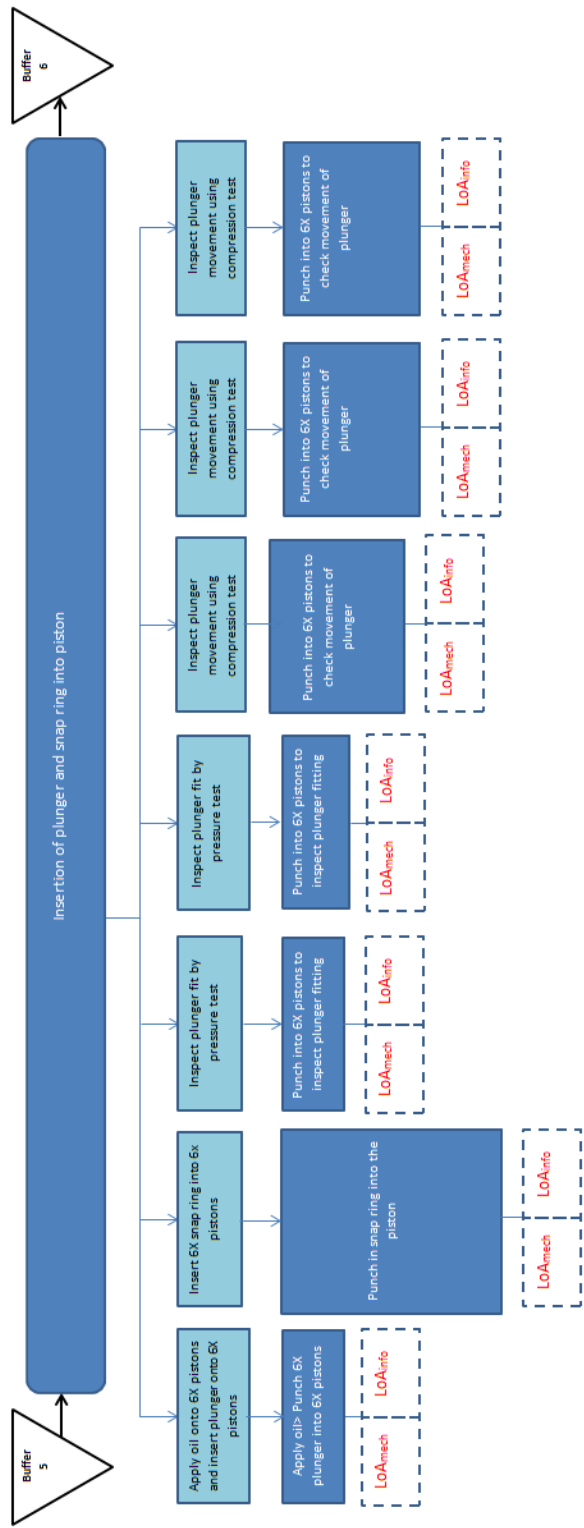 Buffer
5
Insertion of plunger and snap ring into piston
Buffer
6
Apply oil onto 6X pistons
and insert plunger onto 6X
pistons
Insert 6X snap ring into 6x
pistons
Inspect plunger fit by
pressure test
Inspect plunger fit by
pressure test
Inspect plunger
movement using
compression test
Inspect plunger
movement using
compression test
Inspect plunger
movement using
compression test
Apply oil> Punch 6X
plunger into 6X pistons
Punch in snap ring into the
piston
Punch into 6X pistons to
inspect plunger fitting
Punch into 6X pistons to
inspect plunger fitting
Punch into 6X pistons to
check movement of
plunger
Punch into 6X pistons to
check movement of
plunger
Punch into 6X pistons to
check movement of
plunger
LoAmech LoAinfo
LoAmech LoAinfo
LoAmech LoAinfo
LoAmech LoAinfo
LoAmech LoAinfo
LoAmech LoAinfo
LoAmech LoAinfo